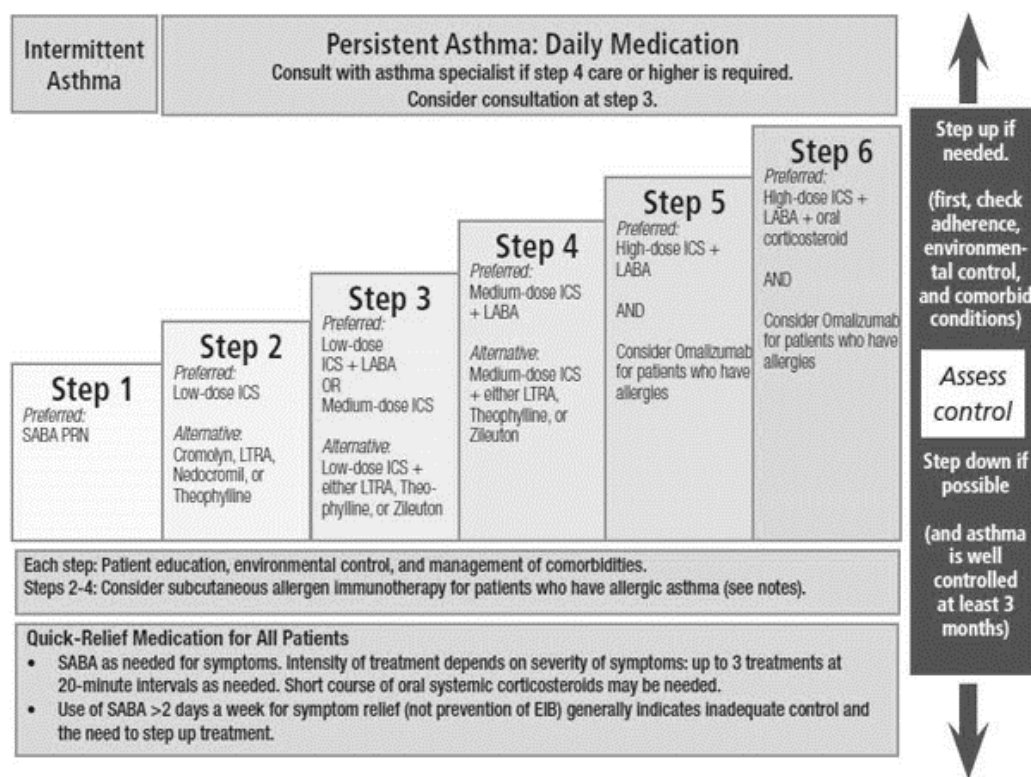 Intermittent
Asthma
Persistent Asthma: Daily Medication
Consult with asthma specialist if step 4 care or higher is required.
Consider consultation at step 3.
Step 1
Preferred:
SABA PRN
Step 2
Preferred:
Low-dose ICS
Alternative:
Cromolyn, LTRA,
Nedocromil, or
Theophylline
Step 3
Preferred:
Low-dose
ICS + LABA
OR
Medium-dose ICS
Alternative:
Low-dose ICS +
either LTRA, Theo-
phylline, or Zileuton
Step 4
Preferred:
Medium-dose ICS
+ LABA
Alternative:
Medium-dose ICS
+ either LTRA,
Theophylline, or
Zileuton
Step 5
Preferred:
High-dose ICS +
LABA
AND
Consider Omalizumab
for patients who have
allergies
Step 6
Preferred:
High-dose ICS +
LABA + oral
corticosteroid
AND
Consider Omalizumab
for patients who have
allergies
Each step: Patient education, environmental control, and management of comorbidities.
Steps 2-4: Consider subcutaneous allergen immunotherapy for patients who have allergic asthma (see notes).
Quick-Relief Medication for All Patients
• SABA as needed for symptoms. Intensity of treatment depends on severity of symptoms: up to 3 treatments at
20-minute intervals as needed. Short course of oral systemic corticosteroids may be needed.
• Use of SABA >2 days a week for symptom relief (not prevention of EIB) generally indicates inadequate control and
the need to step up treatment.
Step up if
needed.
(first, check
adherence,
environmen-
tal control,
and comorbid
conditions)
Assess
control
Step down if
possible
(and asthma
is well
controlled
at least 3
months)